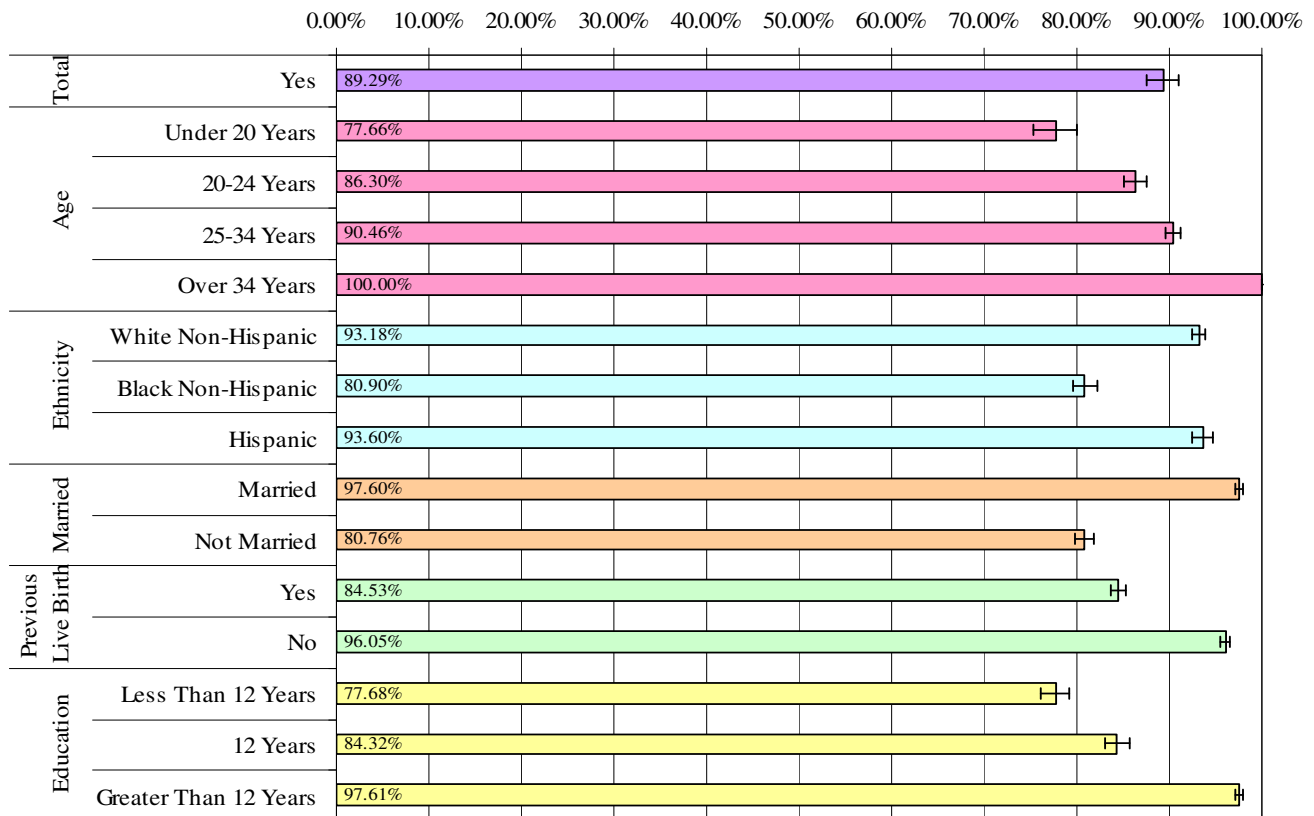 0.00% 10.00% 20.00% 30.00% 40.00% 50.00% 60.00% 70.00% 80.00% 90.00% 100.00%
Total
Yes 89.29%
Age
Under 20 Years 77.66%
20-24 Years 86.30%
25-34 Years 90.46%
Over 34 Years 100.00%
Ethnicity
White Non-Hispanic 93.18%
Black Non-Hispanic 80.90%
Hispanic 93.60%
Married
Married 97.60%
Not Married 80.76%
Previous
Live Birth
Yes 84.53%
No 96.05%
Education
Less Than 12 Years 77.68%
12 Years 84.32%
Greater Than 12 Years 97.61%